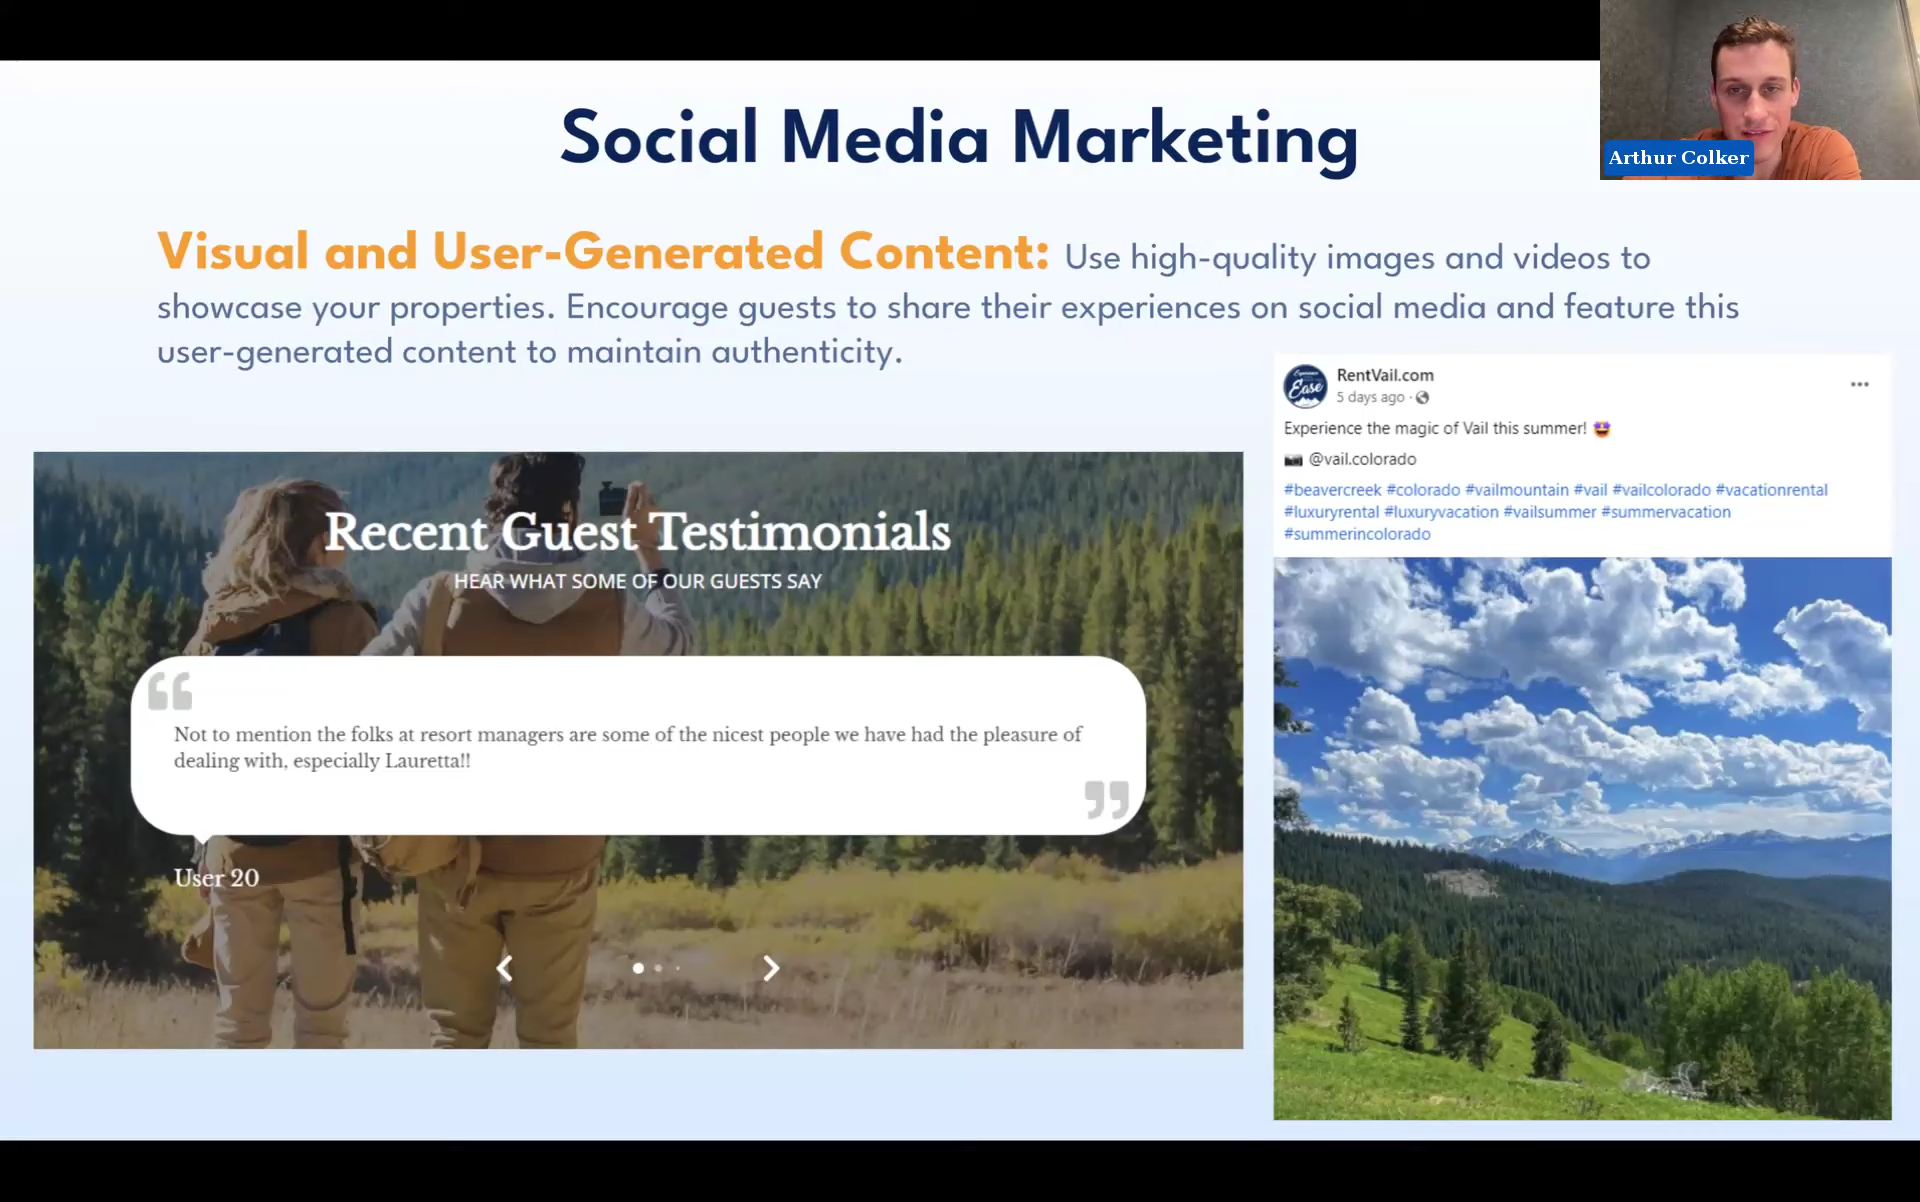 Social Media Marketing
Arthur Colker
Visual and User-Generated Content: Use high-quality images and videos to
showcase your properties. Encourage guests to share their experiences on social media and feature this
user-generated content to maintain authenticity.
Recent Guest Testimonials
HEAR WHAT SOME OF OUR GUESTS SAY
“
Not to mention the folks at resort managers are some of the nicest people we have had the pleasure of
dealing with, especially Lauretta!!
”
User 20
Ease
RentVail.com
5 days ago ·
Experience the magic of Vail this summer! 🤩
📷 @vail.colorado
#beavercreek #colorado #vailmountain #vail #vailcolorado #vacationrental
#luxuryrental #luxuryvacation #vailsummer #summervacation
#summerincolorado